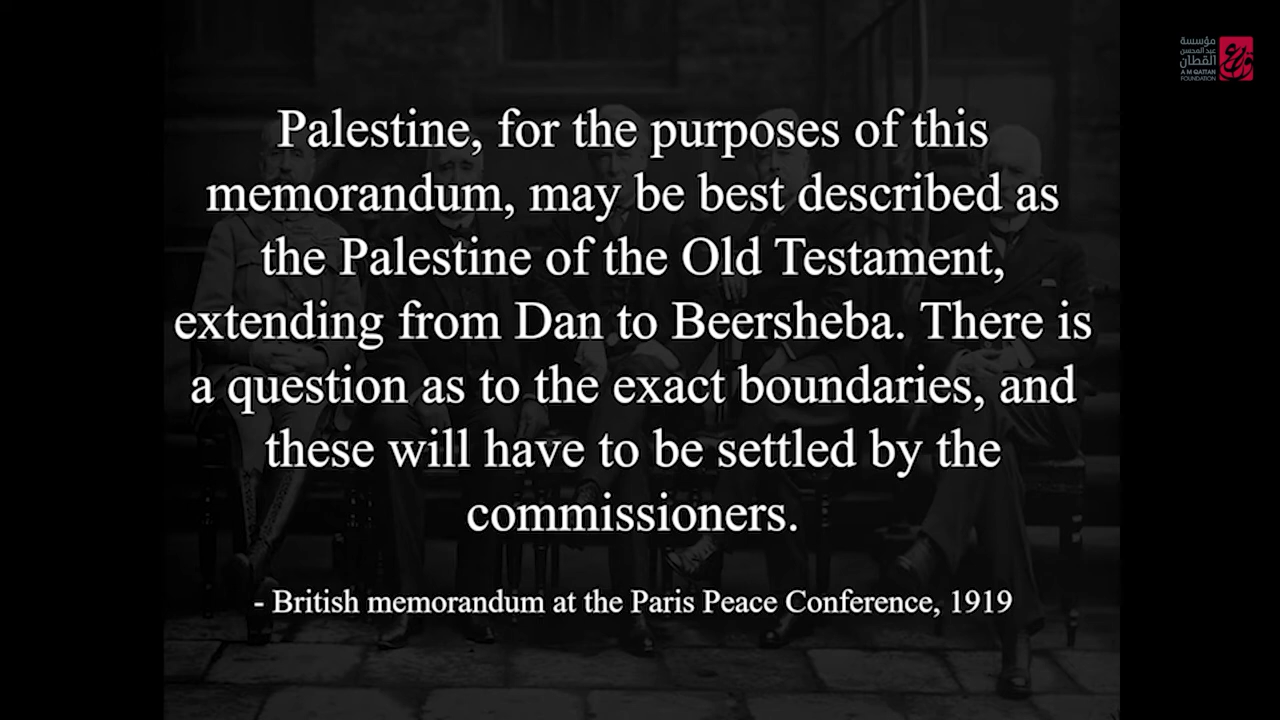 مؤسسة
عبد المحسن
القطان
A M QATTAN
FOUNDATION
Palestine, for the purposes of this
memorandum, may be best described as
the Palestine of the Old Testament,
extending from Dan to Beersheba. There is
a question as to the exact boundaries, and
these will have to be settled by the
commissioners.
- British memorandum at the Paris Peace Conference, 1919